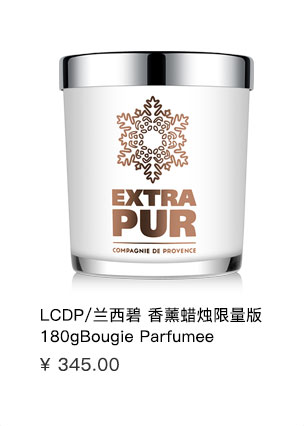 EXTRA
PUR
COMPAGNIE DE PROVENCE
LCDP/兰西碧 香薰蜡烛限量版
180gBougie Parfumee
¥ 345.00